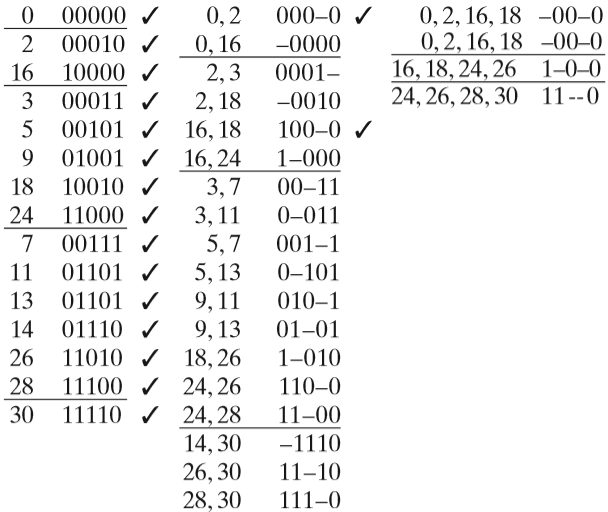 0 00000 ✓ 0, 2 000–0 ✓ 0, 2, 16, 18 –00–0
2 00010 ✓ 0, 16 –0000 0, 2, 16, 18 –00–0
16 10000 ✓ 2, 3 0001– 16, 18, 24, 26 1–0–0
3 00011 ✓ 2, 18 –0010 24, 26, 28, 30 11--0
5 00101 ✓ 16, 18 100–0 ✓
9 01001 ✓ 16, 24 1–000
18 10010 ✓ 3, 7 00–11
24 11000 ✓ 3, 11 0–011
7 00111 ✓ 5, 7 001–1
11 01101 ✓ 5, 13 0–101
13 01101 ✓ 9, 11 010–1
14 01110 ✓ 9, 13 01–01
26 11010 ✓ 18, 26 1–010
28 11100 ✓ 24, 26 110–0
30 11110 ✓ 24, 28 11–00
14, 30 –1110
26, 30 11–10
28, 30 111–0